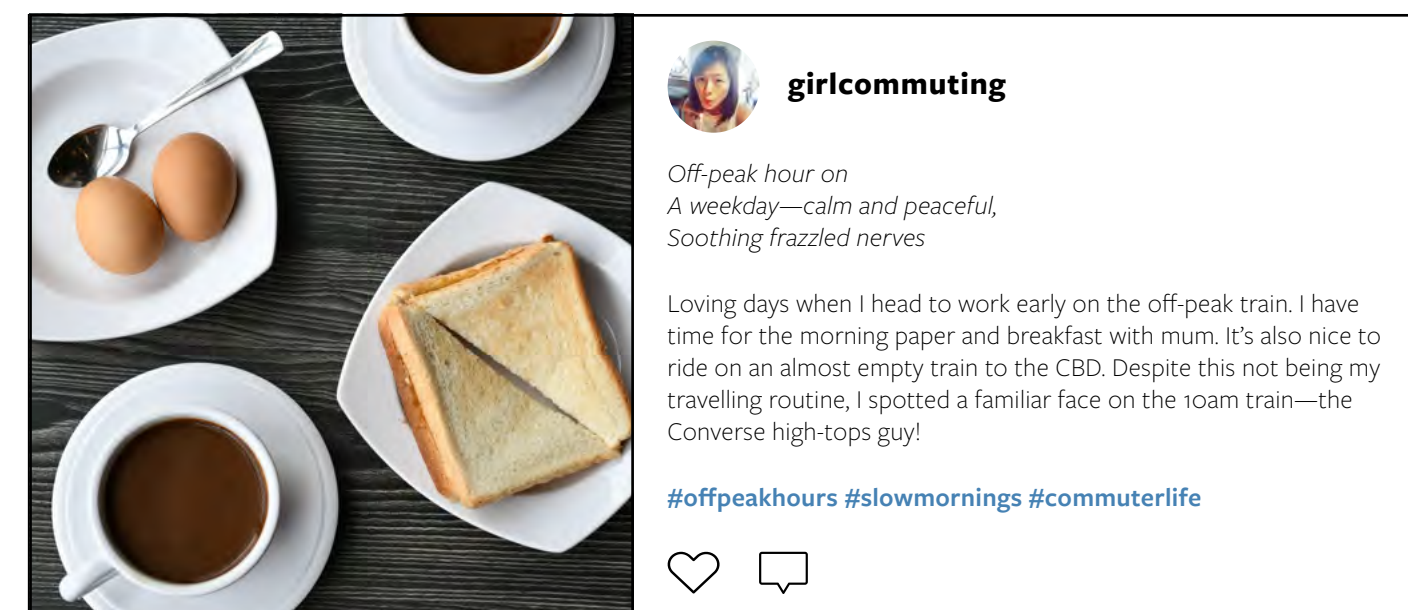 girlcommuting
Off-peak hour on
A weekday—calm and peaceful,
Soothing frazzled nerves
Loving days when I head to work early on the off-peak train. I have
time for the morning paper and breakfast with mum. It’s also nice to
ride on an almost empty train to the CBD. Despite this not being my
travelling routine, I spotted a familiar face on the 10am train—the
Converse high-tops guy!
#offpeakhours #slowmornings #commuterlife